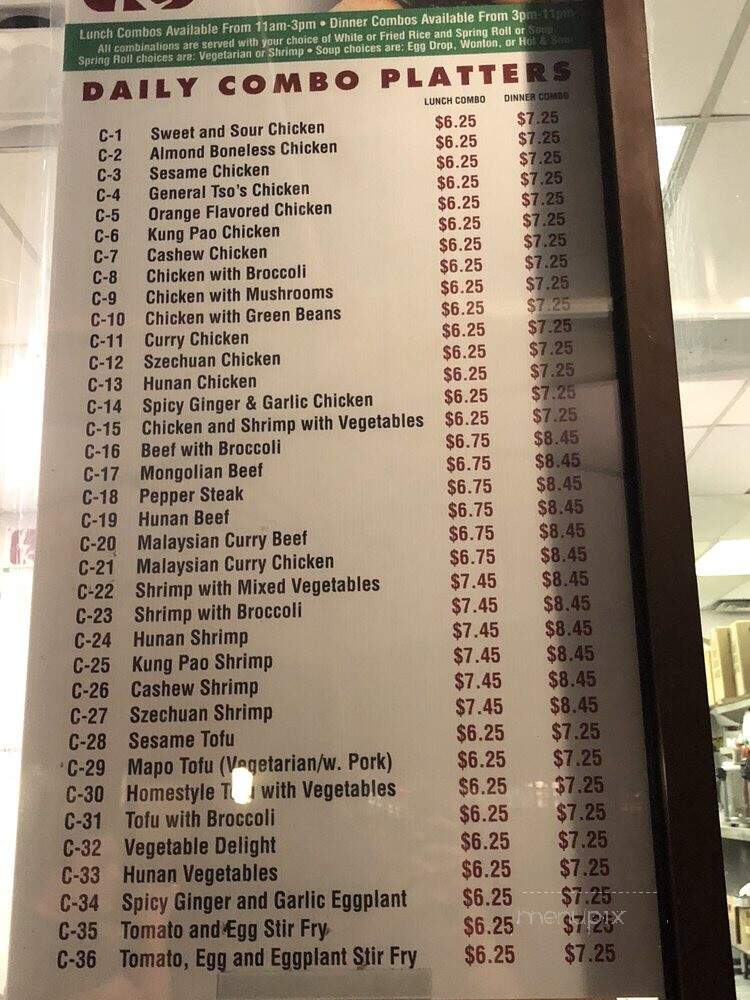 Lunch Combos Available From 11am-3pm • Dinner Combos Available From 3pm-11pm
All combinations are served with your choice of White or Fried Rice and Spring Roll or Soup
Spring Roll choices are: Vegetarian or Shrimp • Soup choices are: Egg Drop, Wonton, or Hot & Sour
DAILY COMBO PLATTERS
LUNCH COMBO DINNER COMBO
C-1 Sweet and Sour Chicken $6.25 $7.25
C-2 Almond Boneless Chicken $6.25 $7.25
C-3 Sesame Chicken $6.25 $7.25
C-4 General Tso's Chicken $6.25 $7.25
C-5 Orange Flavored Chicken $6.25 $7.25
C-6 Kung Pao Chicken $6.25 $7.25
C-7 Cashew Chicken $6.25 $7.25
C-8 Chicken with Broccoli $6.25 $7.25
C-9 Chicken with Mushrooms $6.25 $7.25
C-10 Chicken with Green Beans $6.25 $7.25
C-11 Curry Chicken $6.25 $7.25
C-12 Szechuan Chicken $6.25 $7.25
C-13 Hunan Chicken $6.25 $7.25
C-14 Spicy Ginger & Garlic Chicken $6.25 $7.25
C-15 Chicken and Shrimp with Vegetables $6.25 $7.25
C-16 Beef with Broccoli $6.75 $8.45
C-17 Mongolian Beef $6.75 $8.45
C-18 Pepper Steak $6.75 $8.45
C-19 Hunan Beef $6.75 $8.45
C-20 Malaysian Curry Beef $6.75 $8.45
C-21 Malaysian Curry Chicken $6.75 $8.45
C-22 Shrimp with Mixed Vegetables $7.45 $8.45
C-23 Shrimp with Broccoli $7.45 $8.45
C-24 Hunan Shrimp $7.45 $8.45
C-25 Kung Pao Shrimp $7.45 $8.45
C-26 Cashew Shrimp $7.45 $8.45
C-27 Szechuan Shrimp $7.45 $8.45
C-28 Sesame Tofu $6.25 $7.25
C-29 Mapo Tofu (Vegetarian/w. Pork) $6.25 $7.25
C-30 Homestyle Tofu with Vegetables $6.25 $7.25
C-31 Tofu with Broccoli $6.25 $7.25
C-32 Vegetable Delight $6.25 $7.25
C-33 Hunan Vegetables $6.25 $7.25
C-34 Spicy Ginger and Garlic Eggplant $6.25 $7.25
menupix
C-35 Tomato and Egg Stir Fry $6.25 $7.25
C-36 Tomato, Egg and Eggplant Stir Fry $6.25 $7.25